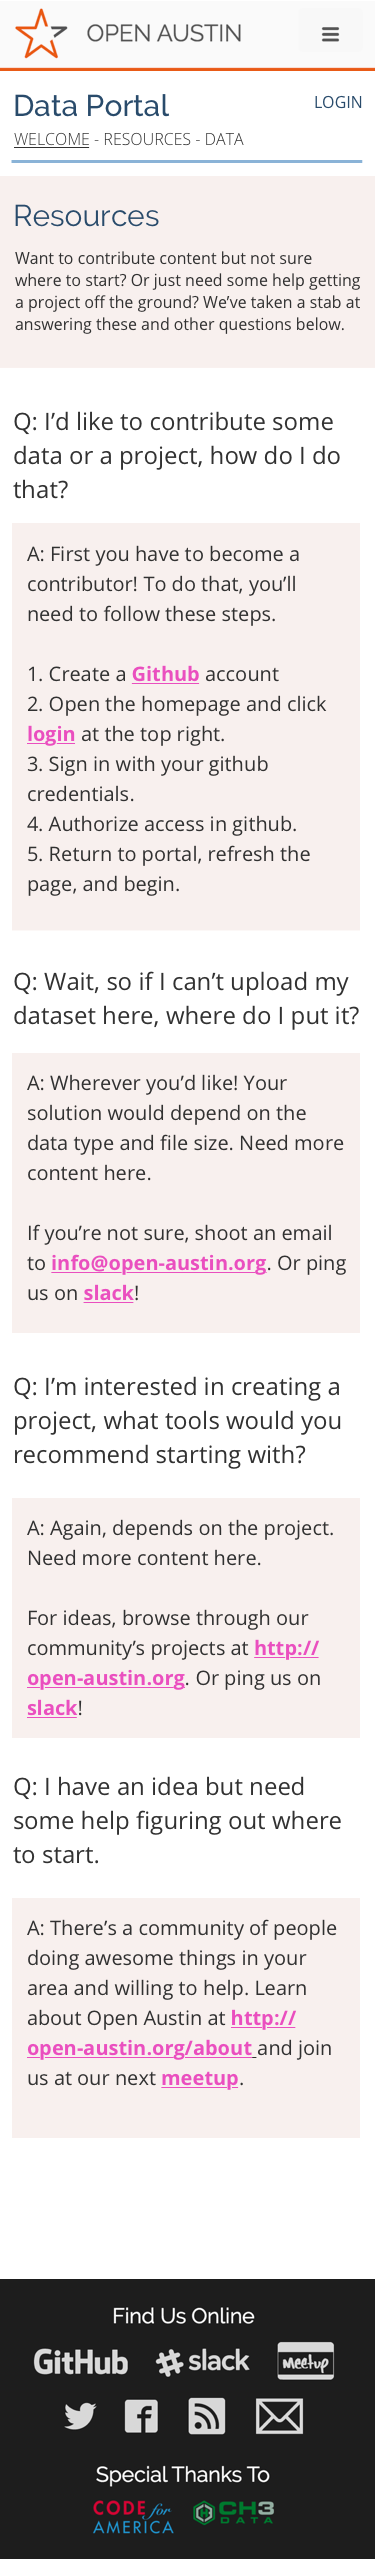 OPEN AUSTIN
Data Portal
LOGIN
WELCOME - RESOURCES - DATA
Resources
Want to contribute content but not sure
where to start? Or just need some help getting
a project off the ground? We’ve taken a stab at
answering these and other questions below.
Q: I’d like to contribute some
data or a project, how do I do
that?
A: First you have to become a
contributor! To do that, you’ll
need to follow these steps.
1. Create a Github account
2. Open the homepage and click
login at the top right.
3. Sign in with your github
credentials.
4. Authorize access in github.
5. Return to portal, refresh the
page, and begin.
Q: Wait, so if I can’t upload my
dataset here, where do I put it?
A: Wherever you’d like! Your
solution would depend on the
data type and file size. Need more
content here.
If you’re not sure, shoot an email
to info@open-austin.org. Or ping
us on slack!
Q: I’m interested in creating a
project, what tools would you
recommend starting with?
A: Again, depends on the project.
Need more content here.
For ideas, browse through our
community’s projects at http://
open-austin.org. Or ping us on
slack!
Q: I have an idea but need
some help figuring out where
to start.
A: There’s a community of people
doing awesome things in your
area and willing to help. Learn
about Open Austin at http://
open-austin.org/about and join
us at our next meetup.
Find Us Online
GitHub slack Meetup
Special Thanks To
CODE for
AMERICA
CH3
DATA